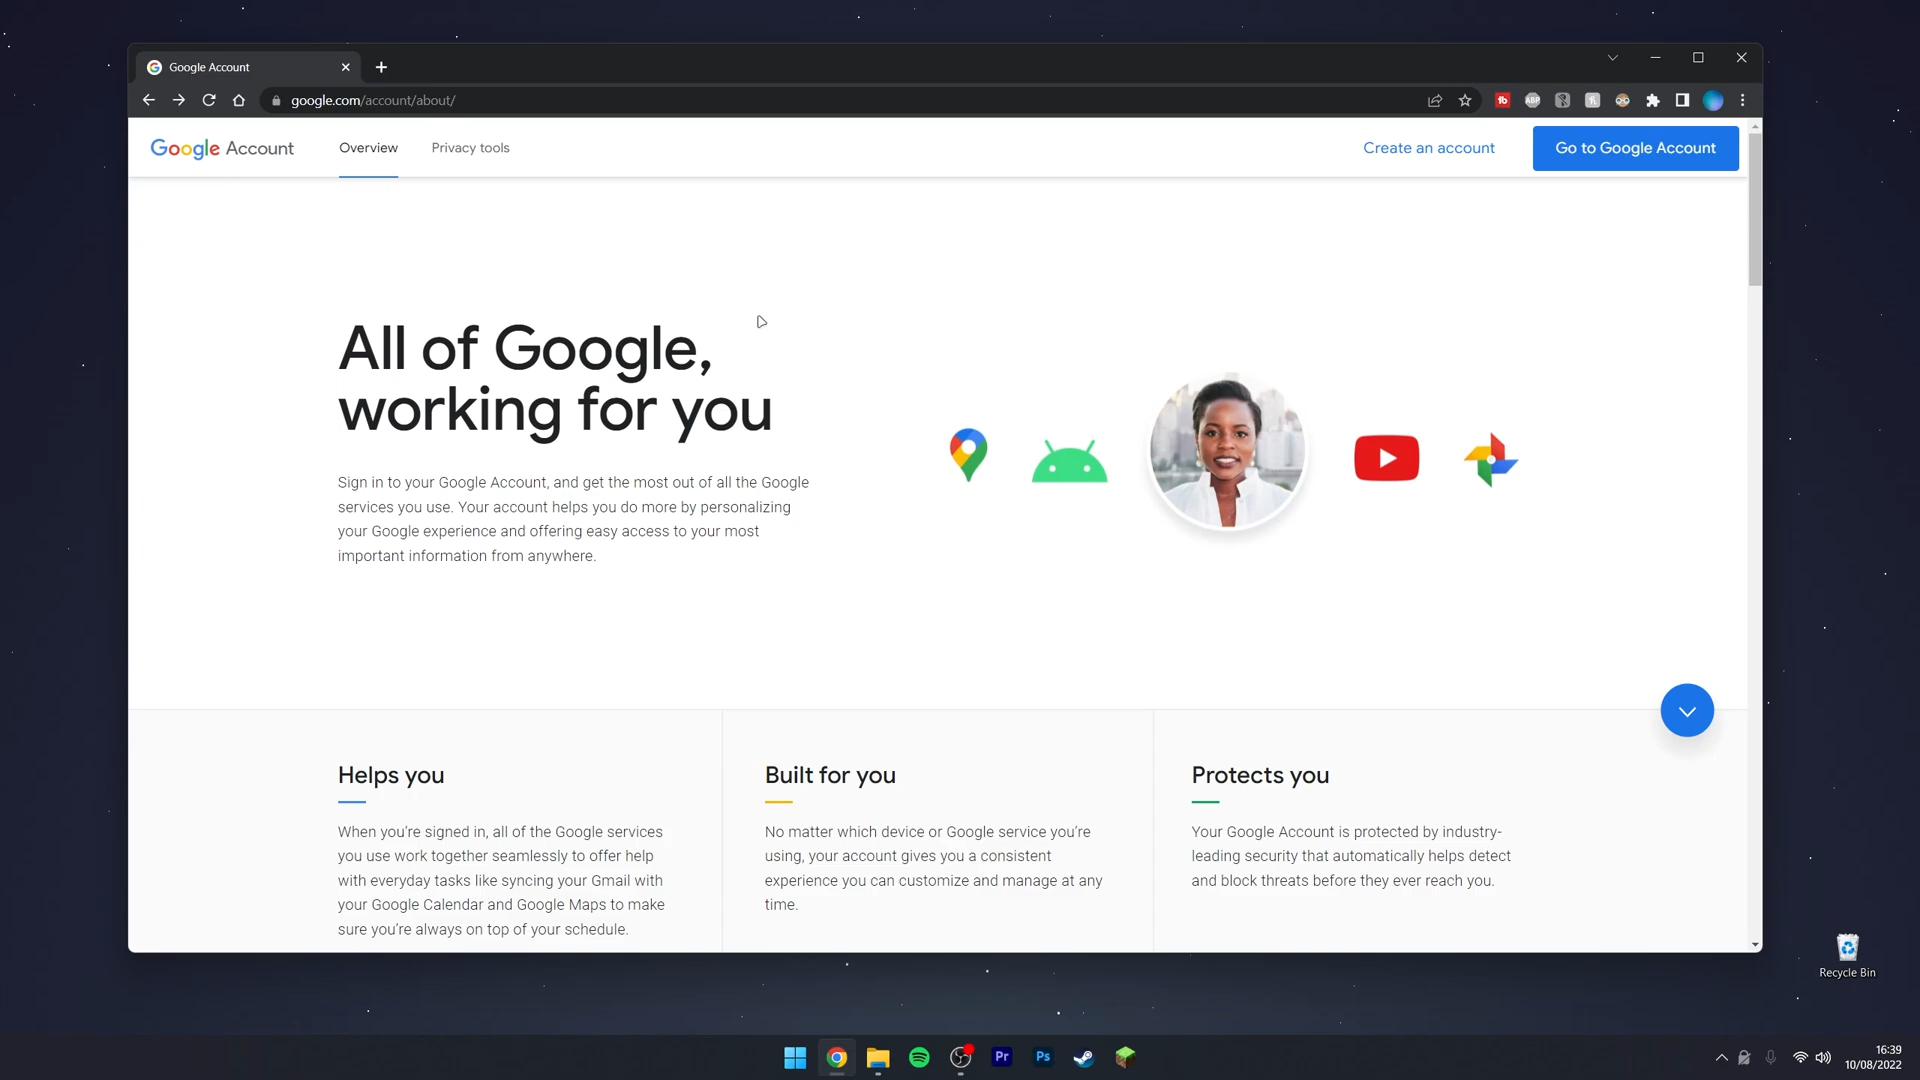 Google Account
google.com/account/about/
ABP
Google Account
Overview
Privacy tools
Create an account
Go to Google Account
All of Google,
working for you
Sign in to your Google Account, and get the most out of all the Google
services you use. Your account helps you do more by personalizing
your Google experience and offering easy access to your most
important information from anywhere.
Helps you
When you're signed in, all of the Google services
you use work together seamlessly to offer help
with everyday tasks like syncing your Gmail with
your Google Calendar and Google Maps to make
sure you're always on top of your schedule.
Built for you
No matter which device or Google service you're
using, your account gives you a consistent
experience you can customize and manage at any
time.
Protects you
Your Google Account is protected by industry-
leading security that automatically helps detect
and block threats before they ever reach you.
Recycle Bin
Pr
Ps
16:39
10/08/2022